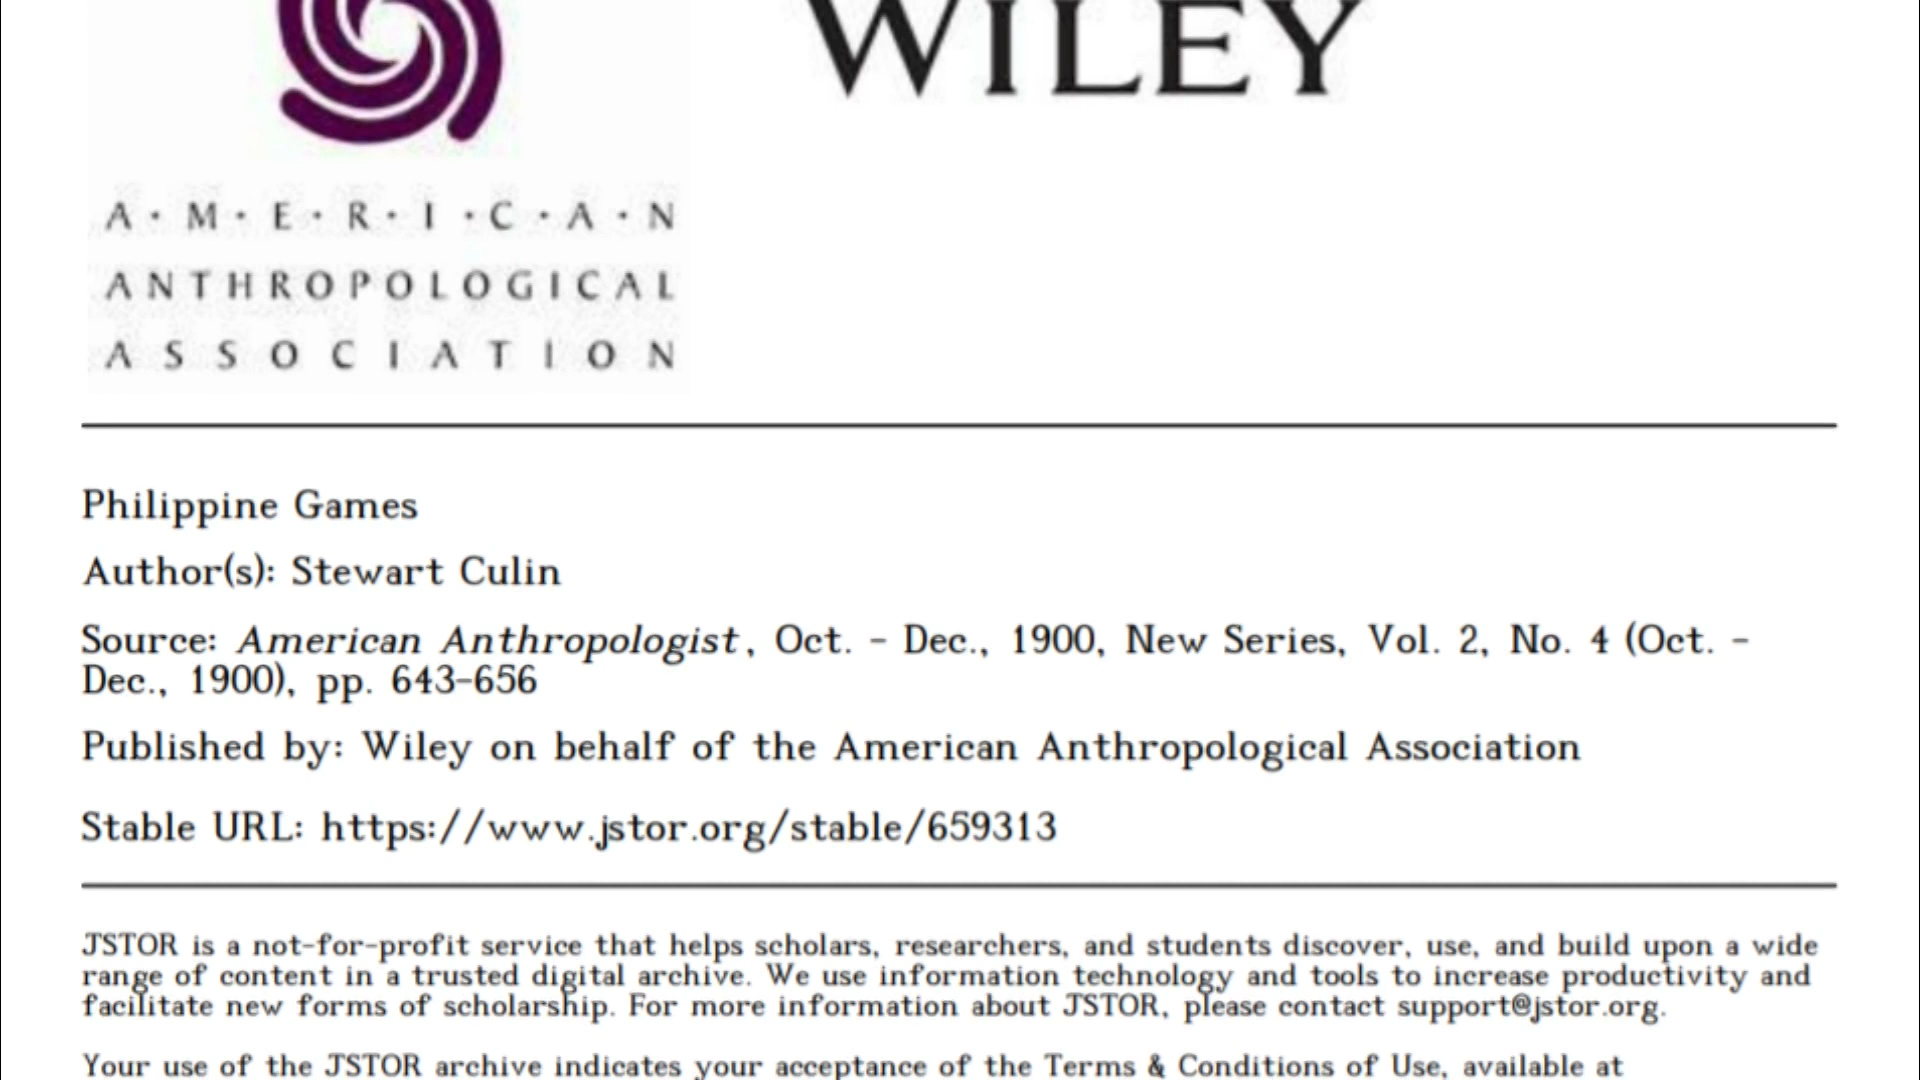 WILEY
A·M·E·R·I·C·A·N
ANTHROPOLOGICAL
ASSOCIATION
Philippine Games
Author(s): Stewart Culin
Source: American Anthropologist, Oct. - Dec., 1900, New Series, Vol. 2, No. 4 (Oct. -
Dec., 1900), pp. 643-656
Published by: Wiley on behalf of the American Anthropological Association
Stable URL: https://www.jstor.org/stable/659313
JSTOR is a not-for-profit service that helps scholars, researchers, and students discover, use, and build upon a wide
range of content in a trusted digital archive. We use information technology and tools to increase productivity and
facilitate new forms of scholarship. For more information about JSTOR, please contact support@jstor.org.
Your use of the JSTOR archive indicates your acceptance of the Terms & Conditions of Use, available at